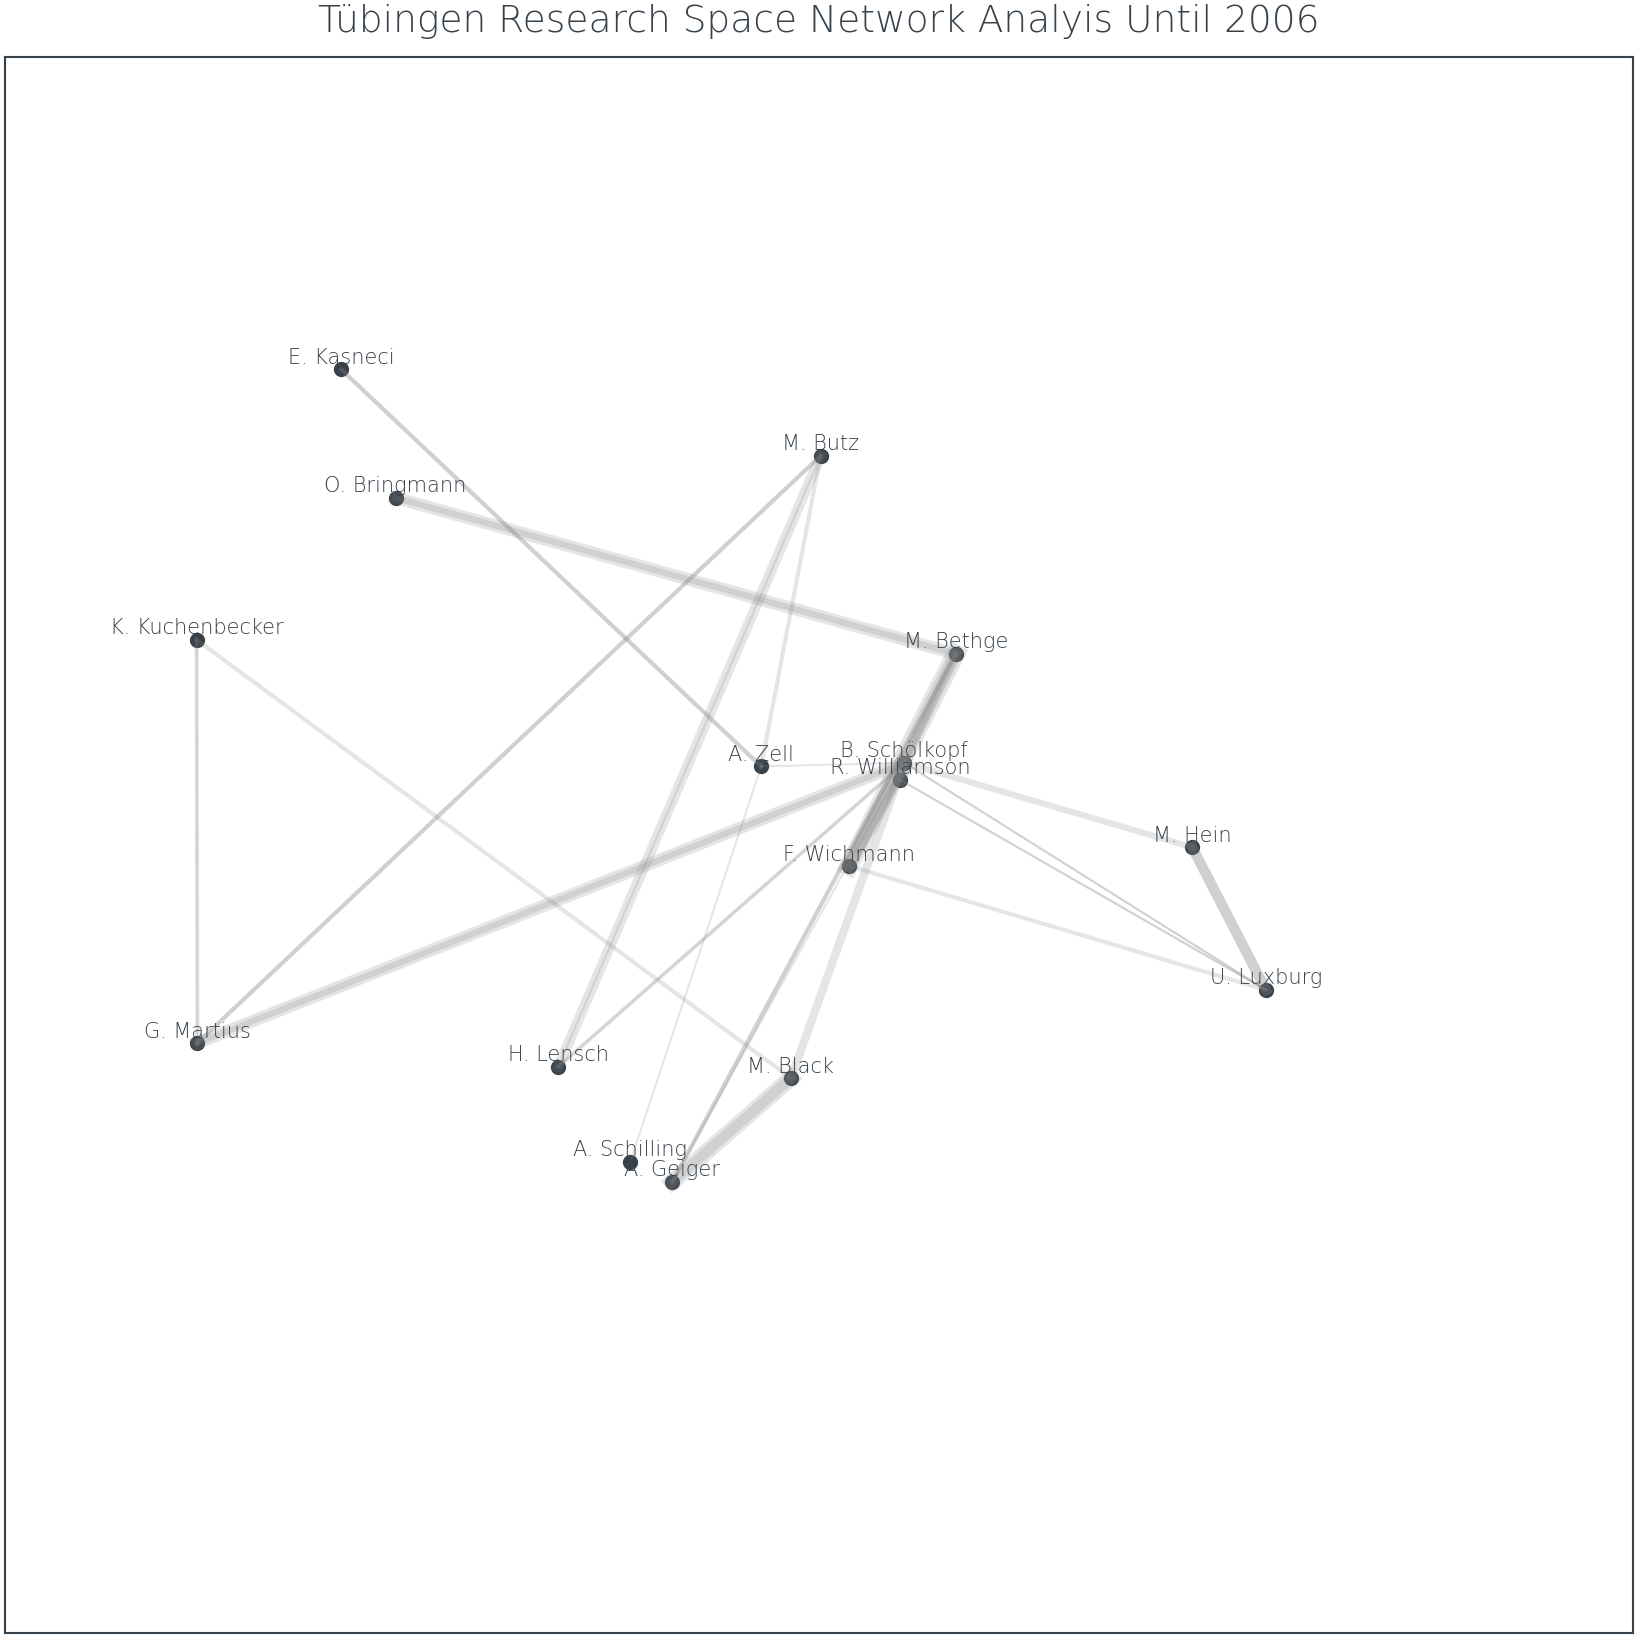 Tübingen Research Space Network Analyis Until 2006
E. Kasneci
M. Butz
O. Bringmann
K. Kuchenbecker
M. Bethge
B. Schölkopf
A. Zell
R. Williamson
M. Hein
F. Wichmann
U. Luxburg
G. Martius
H. Lensch
M. Black
A. Schilling
A. Geiger